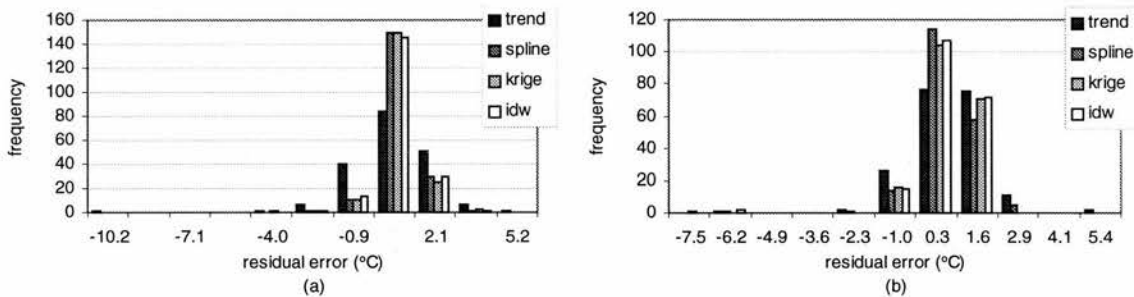 160
140
120
100
80
60
40
20
0
frequency
-10.2 -7.1 -4.0 -0.9 2.1 5.2
residual error (°C)
(a)
trend
spline
krige
idw
120
100
80
60
40
20
0
frequency
-7.5 -6.2 -4.9 -3.6 -2.3 -1.0 0.3 1.6 2.9 4.1 5.4
residual error (°C)
(b)
trend
spline
krige
idw